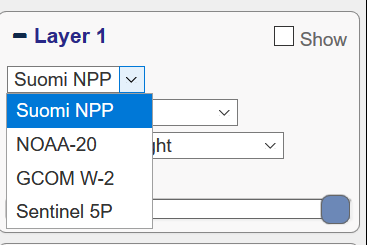 Layer 1
Show
Suomi NPP
Suomi NPP
NOAA-20
GCOM W-2
Sentinel 5P